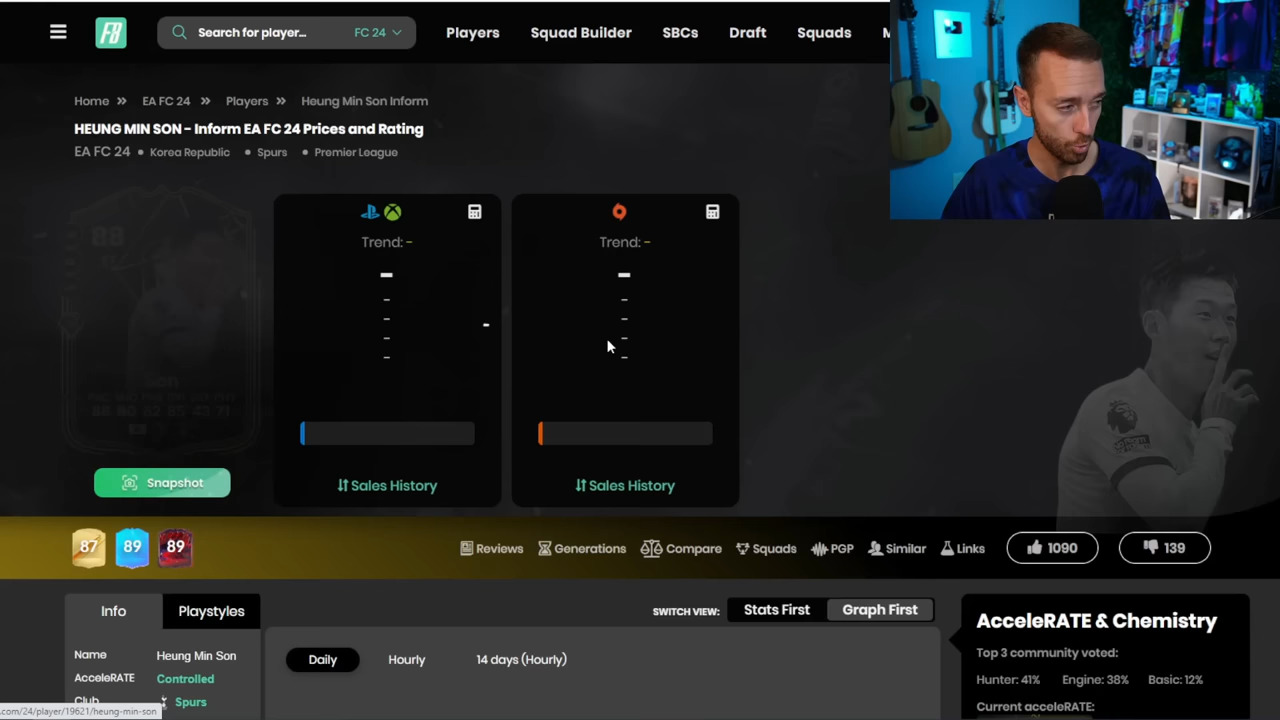 FB
Search for player...
FC 24
Players
Squad Builder
SBCs
Draft
Squads
M
Home » EA FC 24 » Players » Heung Min Son Inform
HEUNG MIN SON - Inform EA FC 24 Prices and Rating
EA FC 24 • Korea Republic • Spurs • Premier League
88
Trend: -
-
-
-
-
-
-
Sales History
Trend: -
-
-
-
-
-
Sales History
Snapshot
87
89
89
Reviews
Generations
Compare
Squads
PGP
Similar
Links
1090
139
Info
Playstyles
SWITCH VIEW:
Stats First
Graph First
Name
Heung Min Son
AcceleRATE
Controlled
Club
Spurs
Daily
Hourly
14 days (Hourly)
AcceleRATE & Chemistry
Top 3 community voted:
Hunter: 41%
Engine: 38%
Basic: 12%
Current acceleRATE:
.com/24/player/19621/heung-min-son